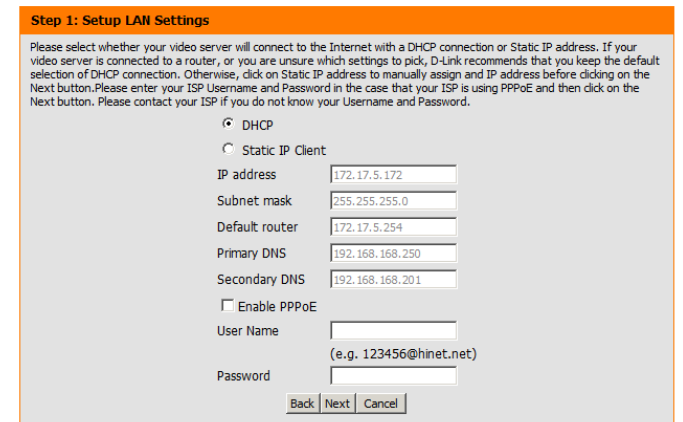 Step 1: Setup LAN Settings
Please select whether your video server will connect to the Internet with a DHCP connection or Static IP address. If your
video server is connected to a router, or you are unsure which settings to pick, D-Link recommends that you keep the default
selection of DHCP connection. Otherwise, click on Static IP address to manually assign and IP address before clicking on the
Next button.Please enter your ISP Username and Password in the case that your ISP is using PPPoE and then click on the
Next button. Please contact your ISP if you do not know your Username and Password.
DHCP
Static IP Client
IP address 172.17.5.172
Subnet mask 255.255.255.0
Default router 172.17.5.254
Primary DNS 192.168.168.250
Secondary DNS 192.168.168.201
Enable PPPoE
User Name
(e.g. 123456@hinet.net)
Password
Back Next Cancel